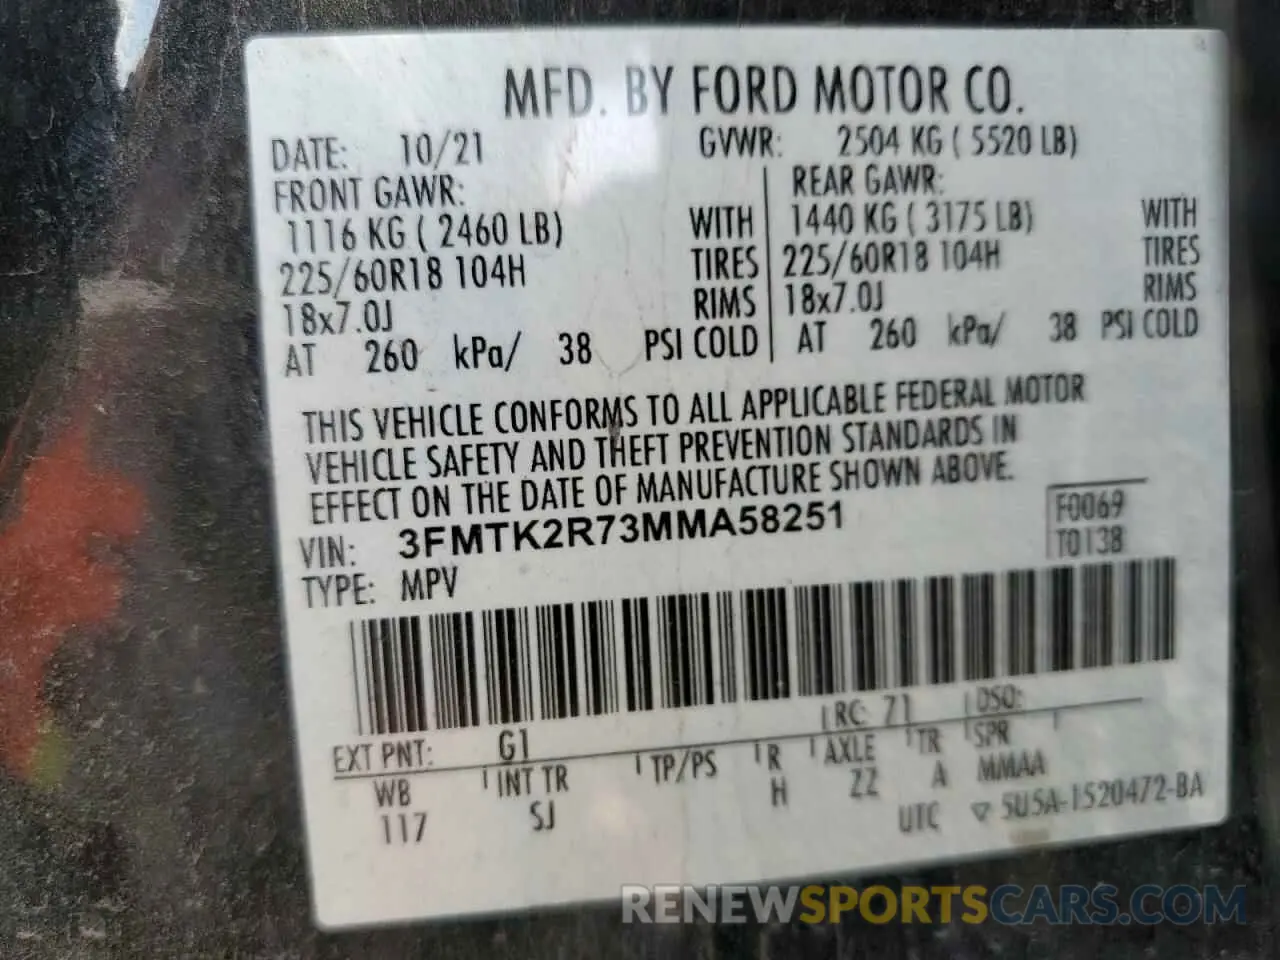 MFD. BY FORD MOTOR CO.
DATE: 10/21 GVWR: 2504 KG ( 5520 LB)
FRONT GAWR: REAR GAWR:
1116 KG ( 2460 LB) WITH 1440 KG ( 3175 LB) WITH
225/60R18 104H TIRES 225/60R18 104H TIRES
18x7.0J RIMS 18x7.0J RIMS
AT 260 kPa/ 38 PSI COLD AT 260 kPa/ 38 PSI COLD
THIS VEHICLE CONFORMS TO ALL APPLICABLE FEDERAL MOTOR
VEHICLE SAFETY AND THEFT PREVENTION STANDARDS IN
EFFECT ON THE DATE OF MANUFACTURE SHOWN ABOVE.
VIN: 3FMTK2R73MMA58251 F0069
TYPE: MPV T0138
EXT PNT: G1 RC: 71 DSO:
WB INT TR TP/PS R AXLE TR SPR
117 SJ H ZZ A MMAA
UTC ▽ 5U5A-1520472-BA
RENEWSPORTSCARS.COM